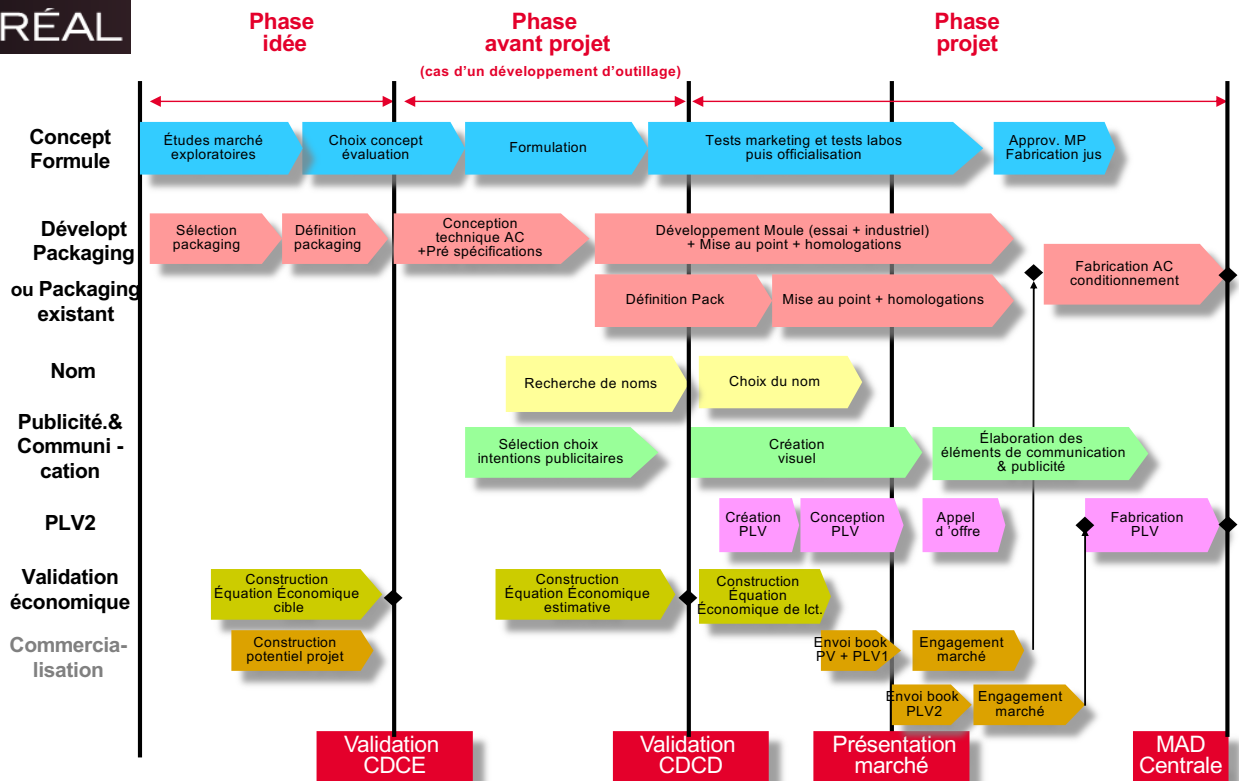 RÉAL
Phase
idée
Phase
avant projet
(cas d'un développement d'outillage)
Phase
projet
Concept
Formule
Études marché
exploratoires
Choix concept
évaluation
Formulation
Tests marketing et tests labos
puis officialisation
Approv. MP
Fabrication jus
Dévelopt
Packaging
Sélection
packaging
Définition
packaging
Conception
technique AC
+Pré spécifications
Développement Moule (essai + industriel)
+ Mise au point + homologations
Fabrication AC
conditionnement
ou Packaging
existant
Définition Pack
Mise au point + homologations
Nom
Recherche de noms
Choix du nom
Publicité.&
Communi -
cation
Sélection choix
intentions publicitaires
Création
visuel
Élaboration des
éléments de communication
& publicité
PLV2
Création
PLV
Conception
PLV
Appel
d 'offre
Fabrication
PLV
Validation
économique
Construction
Équation Économique
cible
Construction
Équation Économique
estimative
Construction
Équation
Économique de lct.
Commercia-
lisation
Construction
potentiel projet
Envoi book
PV + PLV1
Engagement
marché
Envoi book
PLV2
Engagement
marché
Validation
CDCE
Validation
CDCD
Présentation
marché
MAD
Centrale